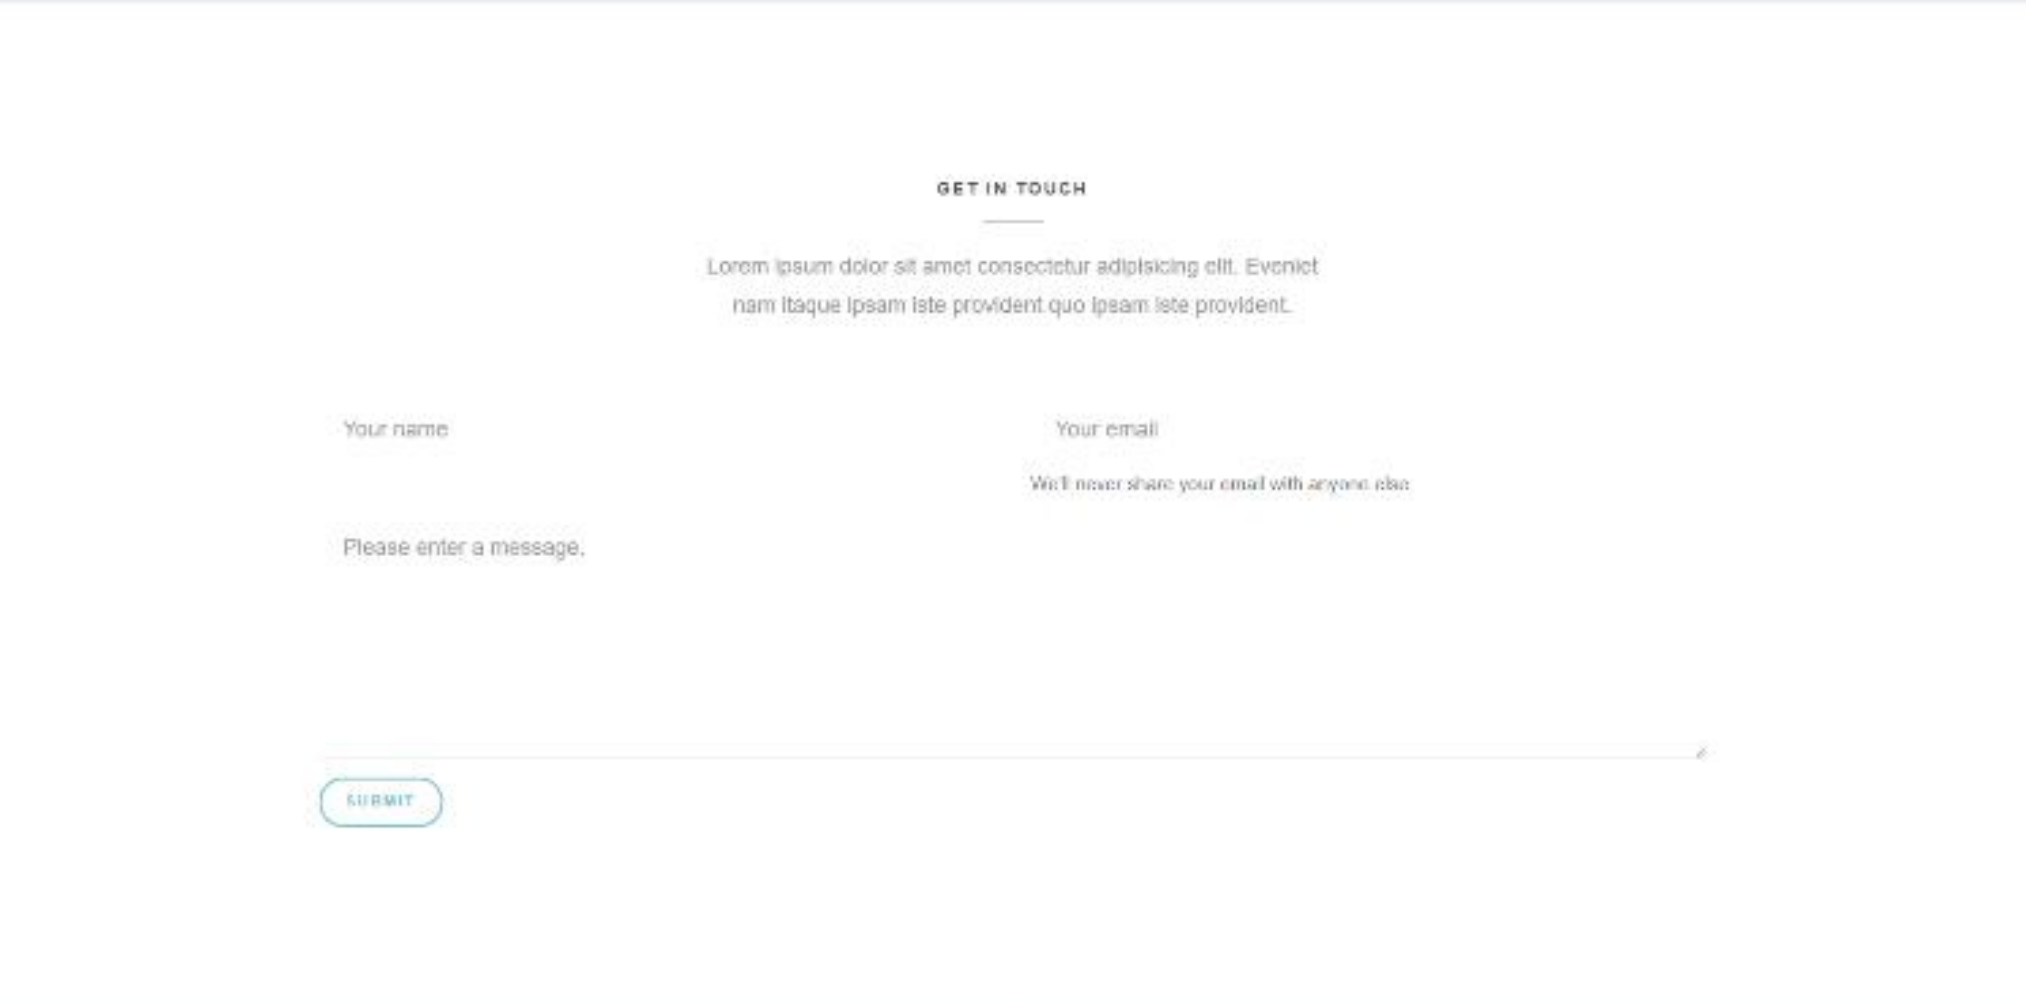 GET IN TOUCH
Lorem ipsum dolor sit amet consectetur adipisicing elit. Eveniet
nam itaque ipsam iste provident quo ipsam iste provident.
Your name
Your email
We'll never share your email with anyone else
Please enter a message.
SUBMIT